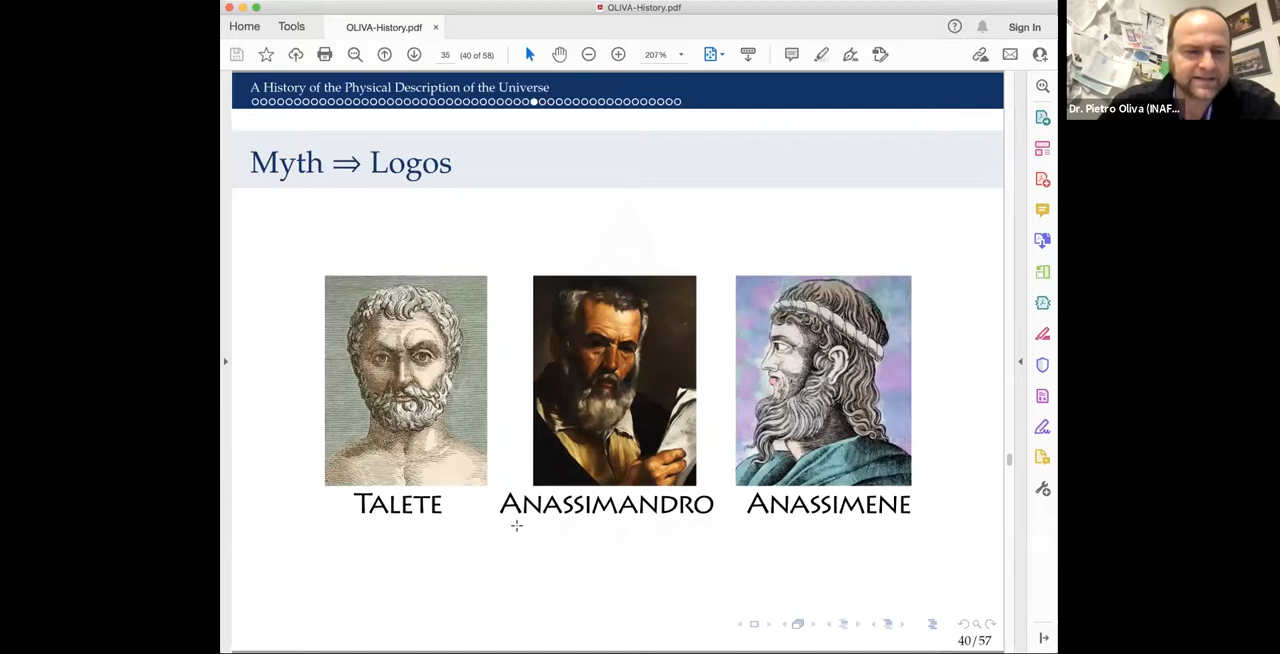 OLIVA-History.pdf
Home Tools OLIVA-History.pdf × Sign In
35 (40 of 58) 207%
A History of the Physical Description of the Universe
Myth ⇒ Logos
TALETE ANASSIMANDRO ANASSIMENE
40/57
Dr. Pietro Oliva (INAF...